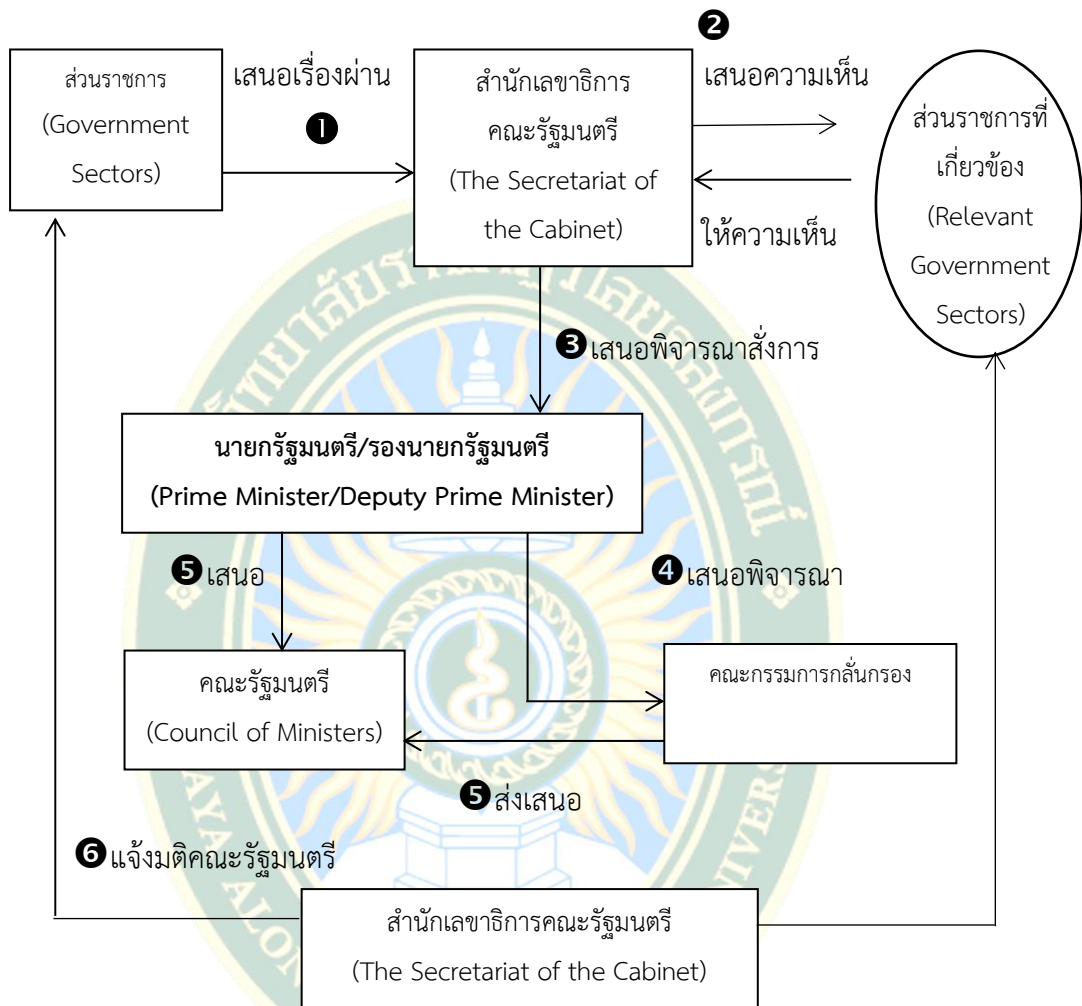 ส่วนราชการ
(Government
Sectors)
เสนอเรื่องผ่าน
❶
สำนักเลขาธิการ
คณะรัฐมนตรี
(The Secretariat of
the Cabinet)
❷
เสนอความเห็น
ให้ความเห็น
ส่วนราชการที่
เกี่ยวข้อง
(Relevant
Government
Sectors)
❸เสนอพิจารณาสั่งการ
นายกรัฐมนตรี/รองนายกรัฐมนตรี
(Prime Minister/Deputy Prime Minister)
❺เสนอ
❹เสนอพิจารณา
คณะรัฐมนตรี
(Council of Ministers)
คณะกรรมการกลั่นกรอง
❺ส่งเสนอ
❻แจ้งมติคณะรัฐมนตรี
สำนักเลขาธิการคณะรัฐมนตรี
(The Secretariat of the Cabinet)